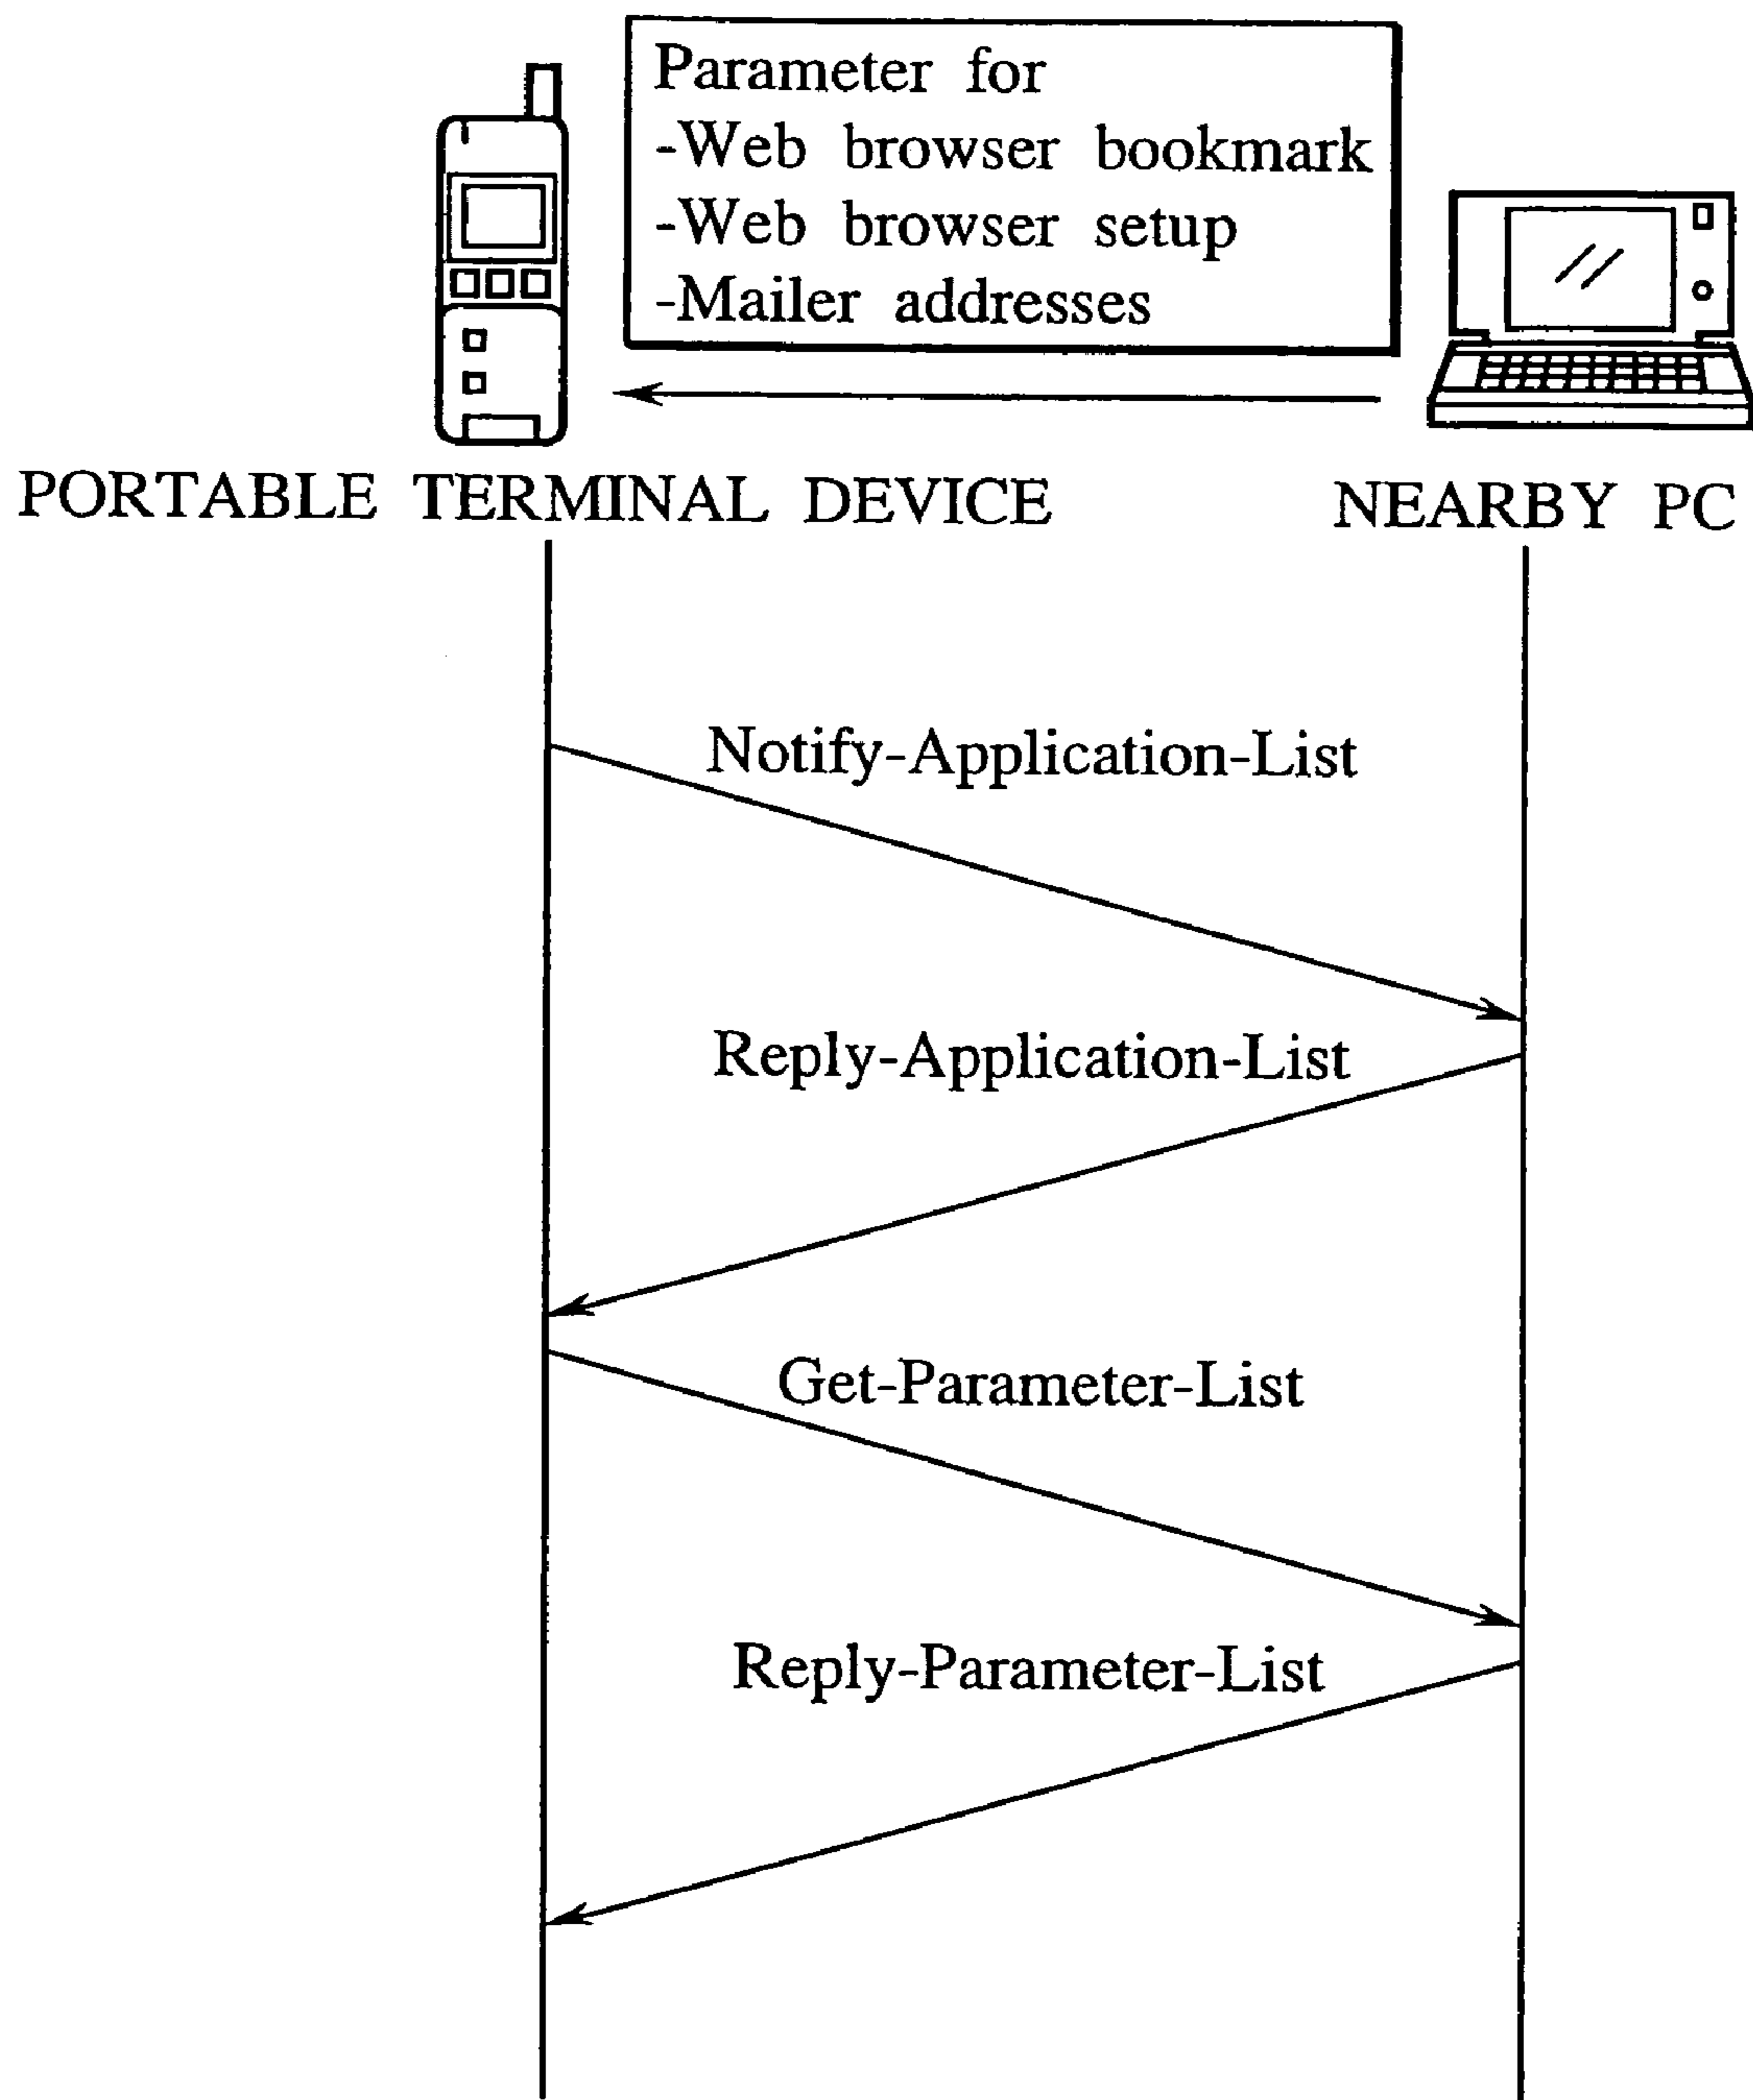 Parameter for
-Web browser bookmark
-Web browser setup
-Mailer addresses
PORTABLE TERMINAL DEVICE
NEARBY PC
Notify-Application-List
Reply-Application-List
Get-Parameter-List
Reply-Parameter-List